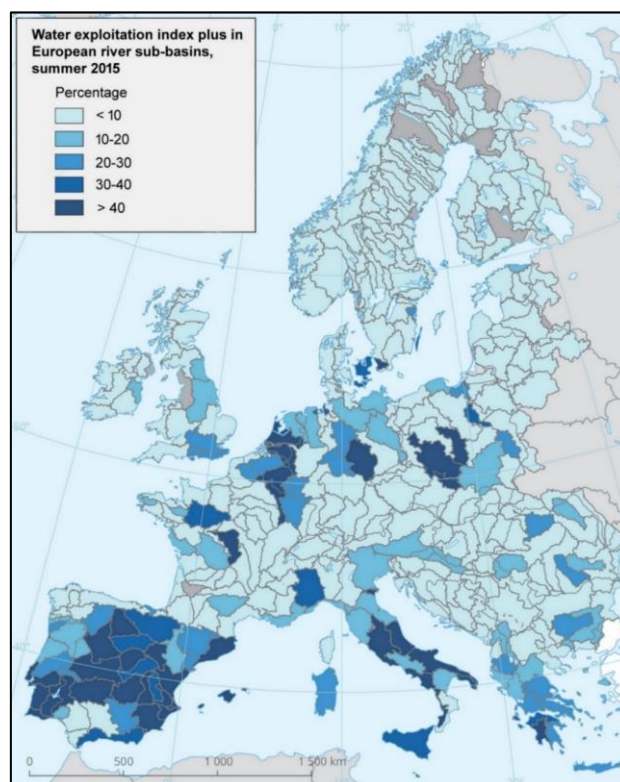 Water exploitation index plus in
European river sub-basins,
summer 2015
Percentage
< 10
10-20
20-30
30-40
> 40
0 500 1 000 1 500 km